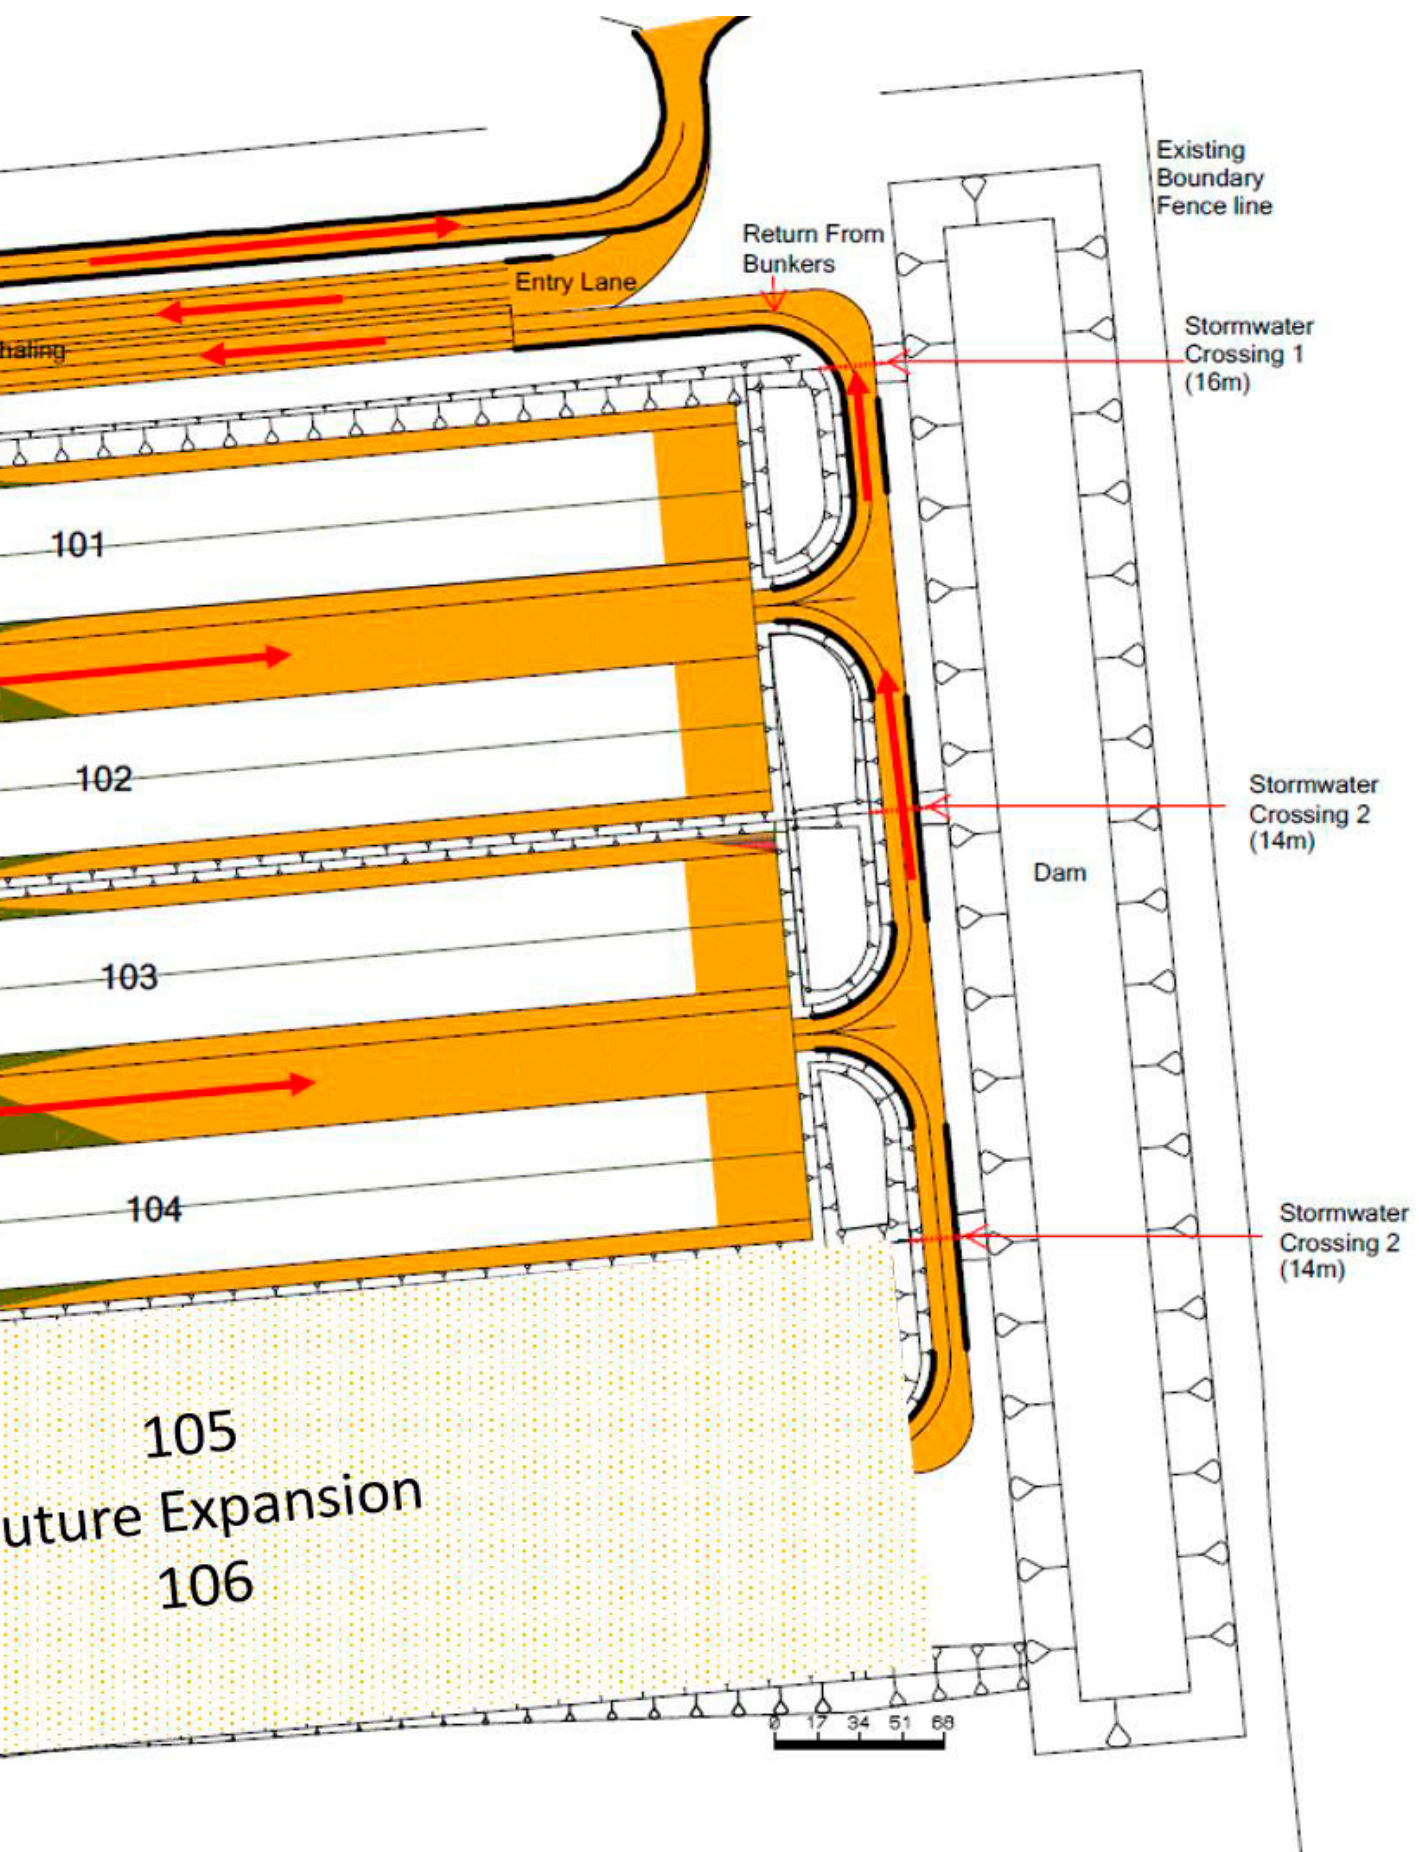 Existing
Boundary
Fence line
Return From
Bunkers
Entry Lane
Stormwater
Crossing 1
(16m)
haling
101
102
Stormwater
Crossing 2
(14m)
Dam
103
104
Stormwater
Crossing 2
(14m)
105
uture Expansion
106
0 17 34 51 68